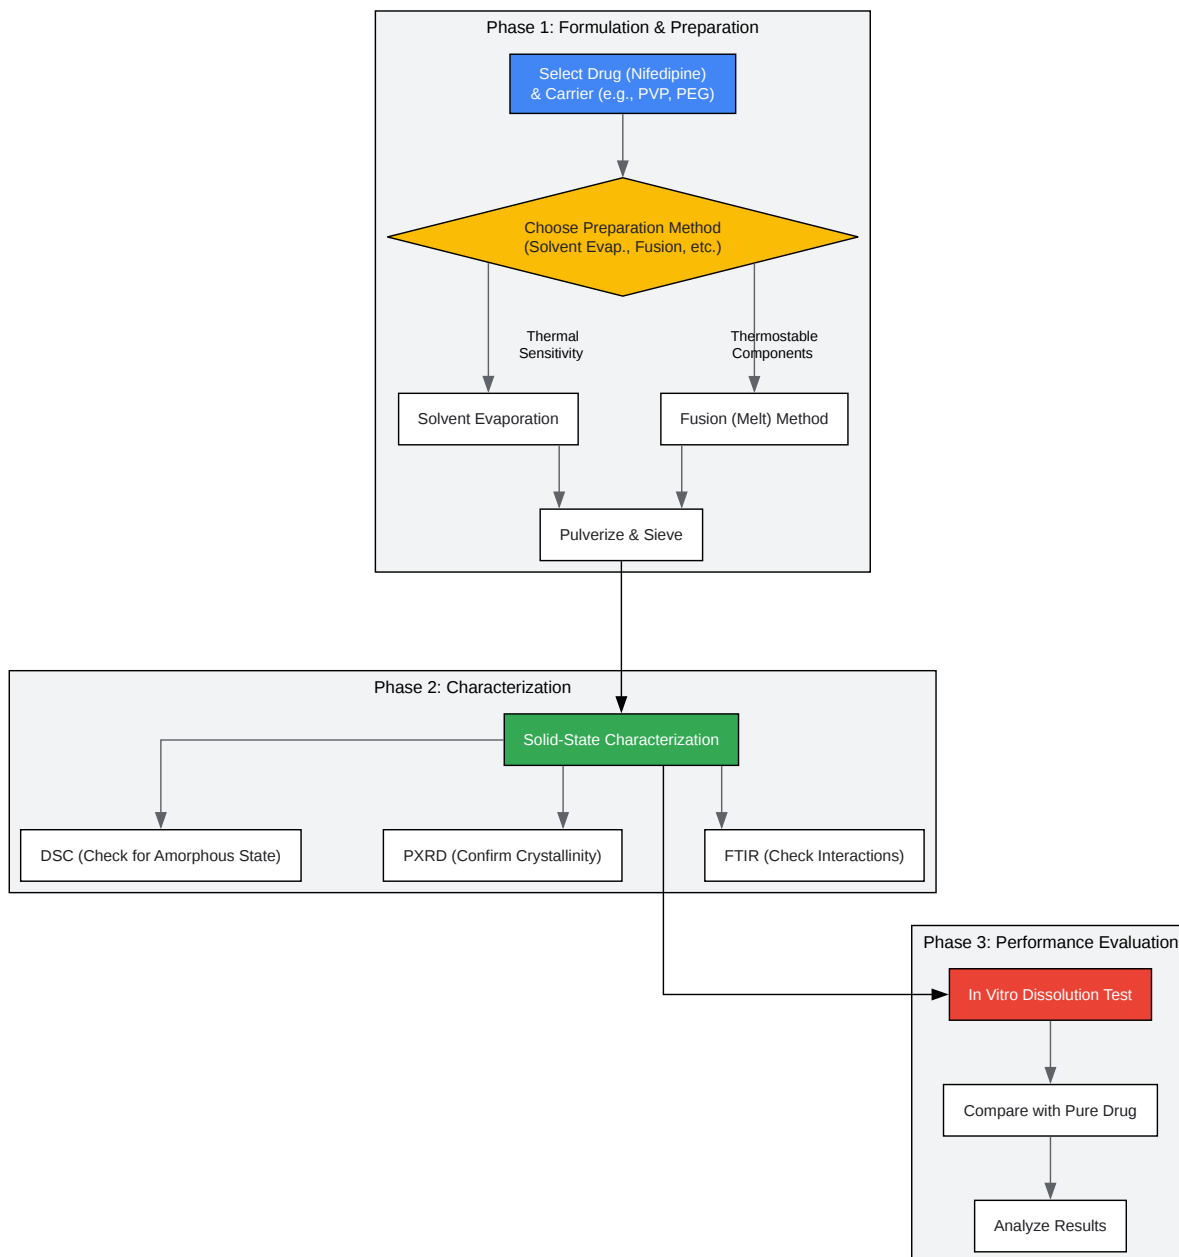 Phase 1: Formulation & Preparation
Select Drug (Nifedipine)
& Carrier (e.g., PVP, PEG)
Choose Preparation Method
(Solvent Evap., Fusion, etc.)
Thermal
Sensitivity
Thermostable
Components
Solvent Evaporation
Fusion (Melt) Method
Pulverize & Sieve
Phase 2: Characterization
Solid-State Characterization
DSC (Check for Amorphous State)
PXRD (Confirm Crystallinity)
FTIR (Check Interactions)
Phase 3: Performance Evaluation
In Vitro Dissolution Test
Compare with Pure Drug
Analyze Results